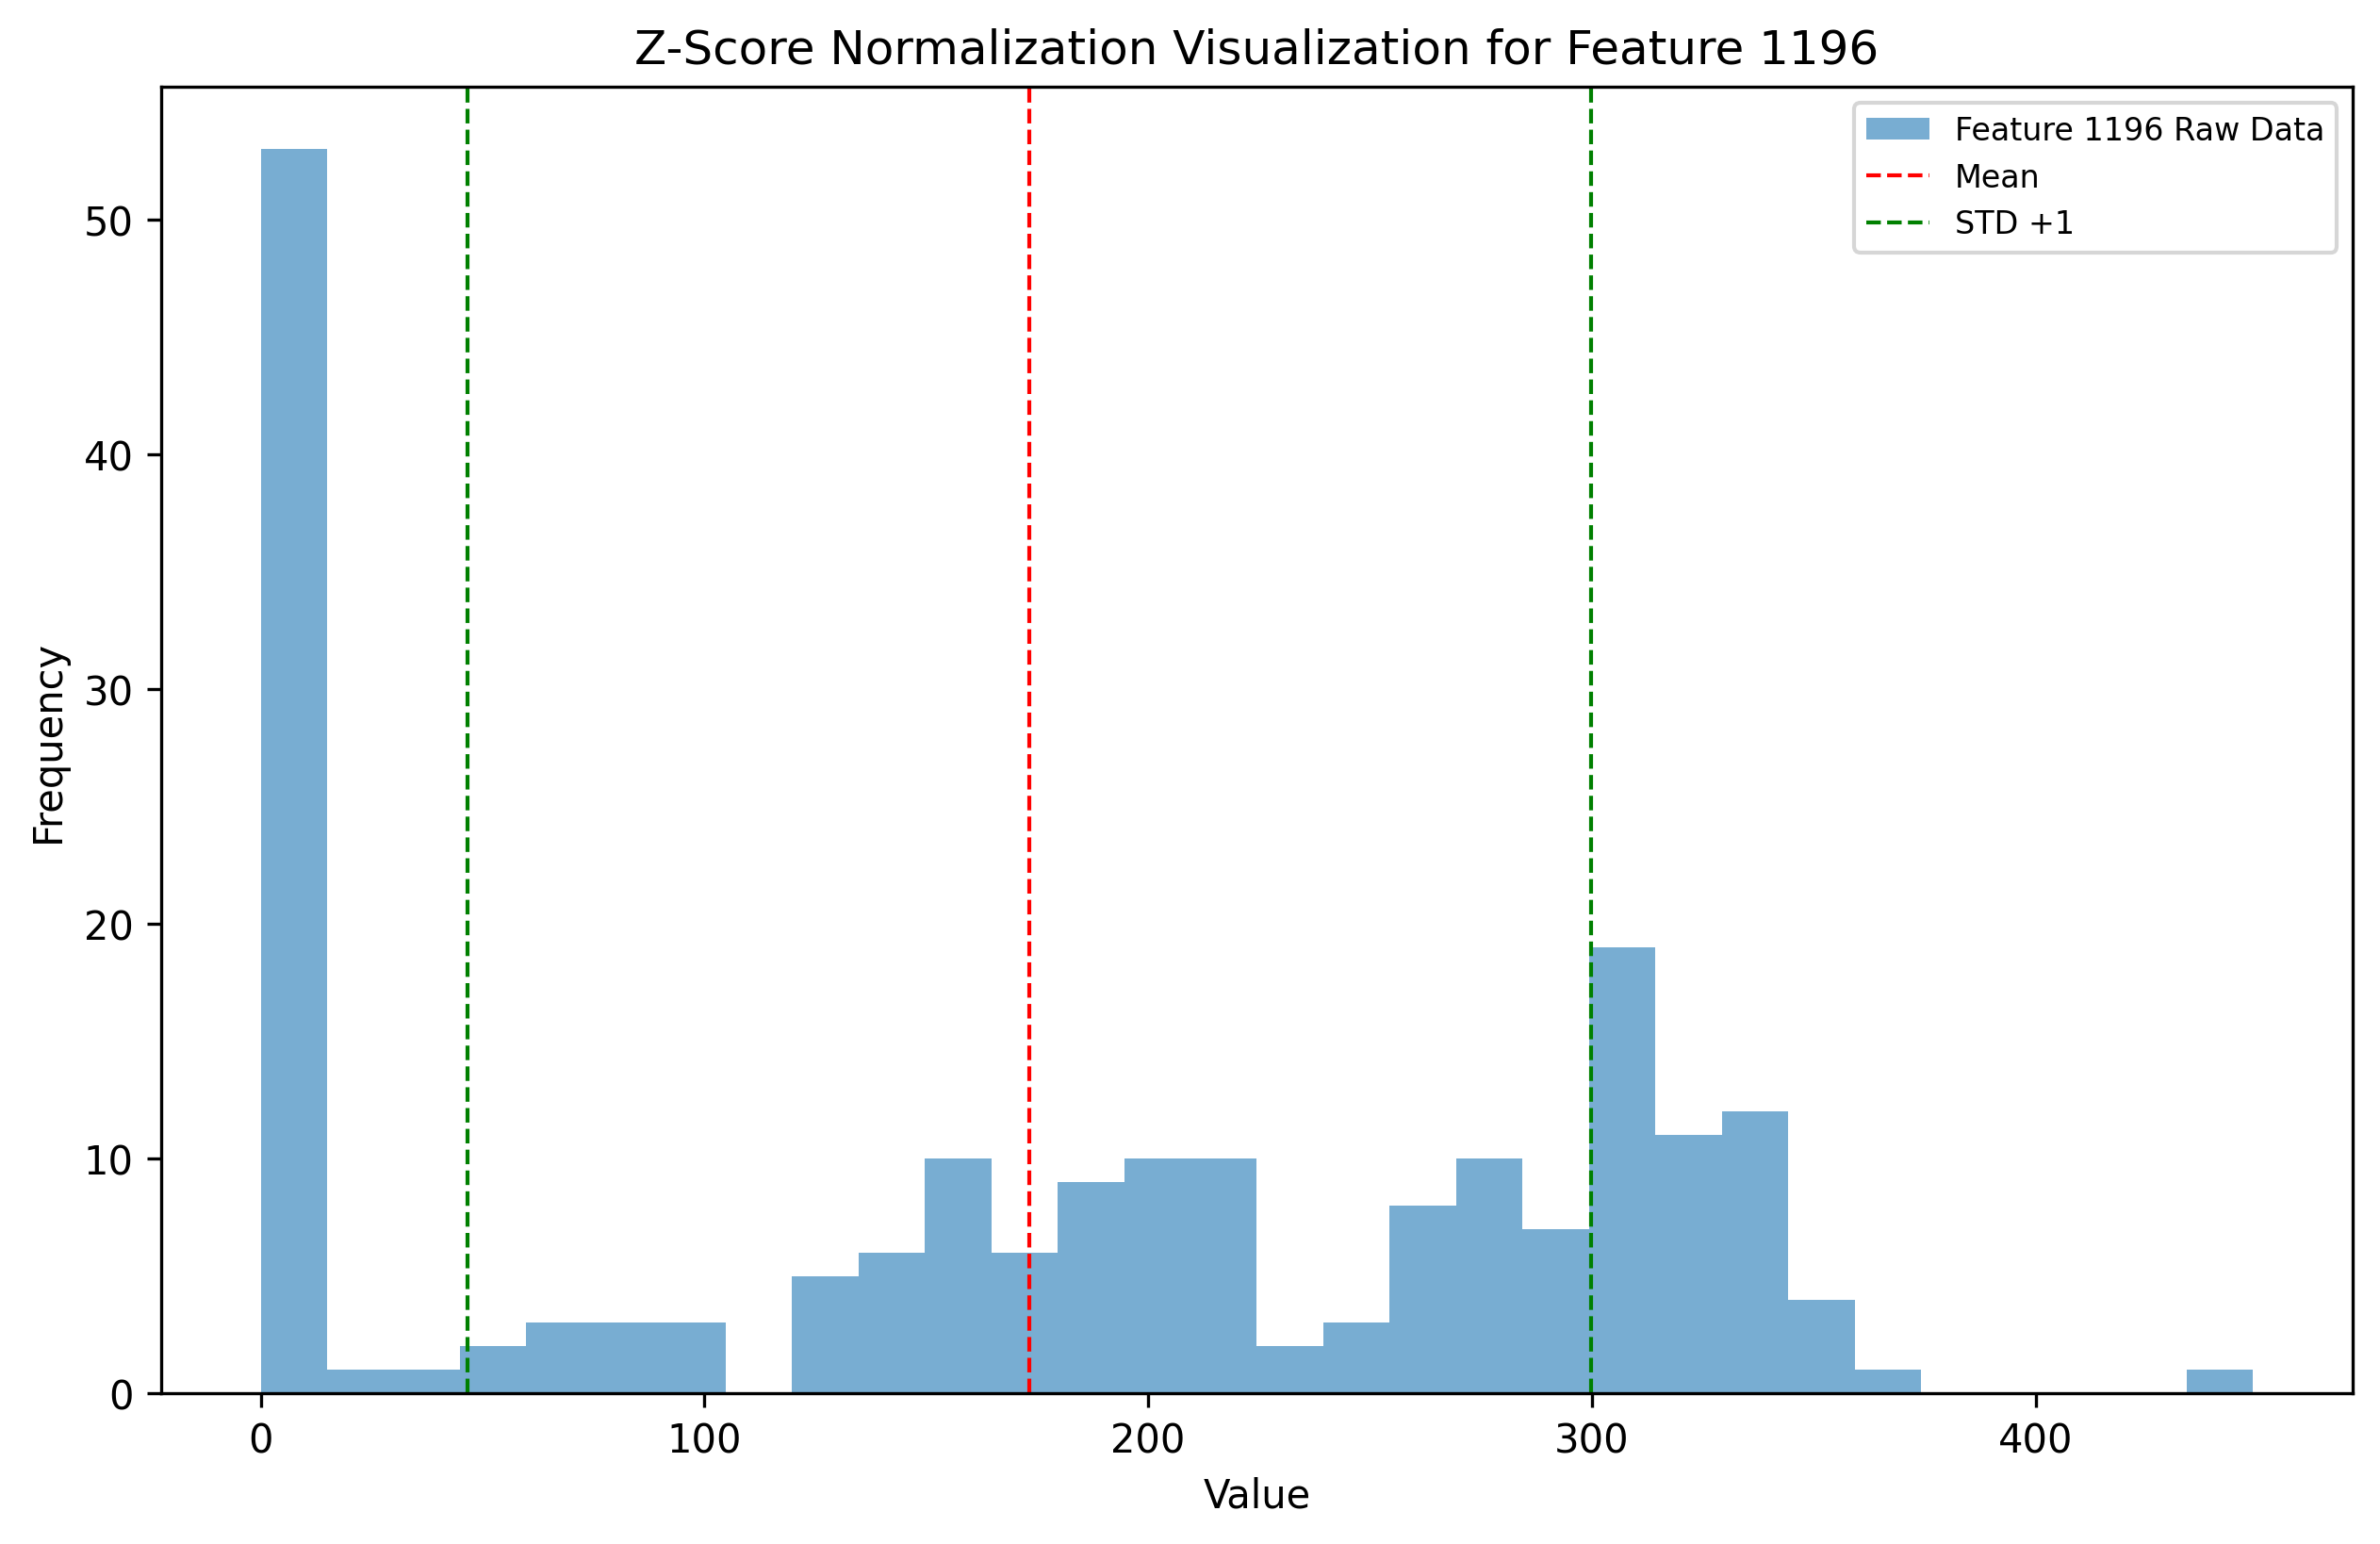 Z-Score Normalization Visualization for Feature 1196
Feature 1196 Raw Data
Mean
STD +1
50
40
30
20
10
0
Frequency
0 100 200 300 400
Value